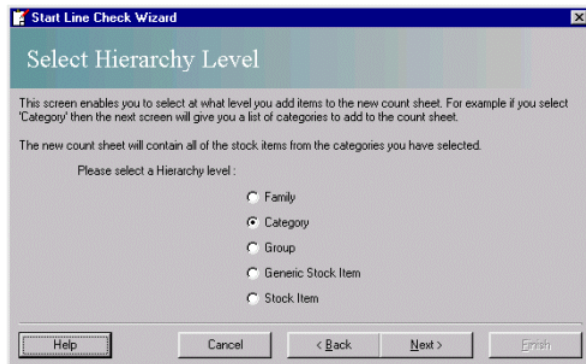 Start Line Check Wizard
Select Hierarchy Level
This screen enables you to select at what level you add items to the new count sheet. For example if you select
'Category' then the next screen will give you a list of categories to add to the count sheet.
The new count sheet will contain all of the stock items from the categories you have selected.
Please select a Hierarchy level :
Family
Category
Group
Generic Stock Item
Stock Item
Help Cancel < Back Next > Finish